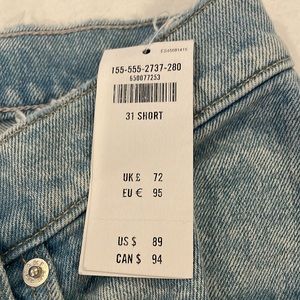 155-555-2737-280
650077253
31 SHORT
UK £ 72
EU € 95
US $ 89
CAN $ 94